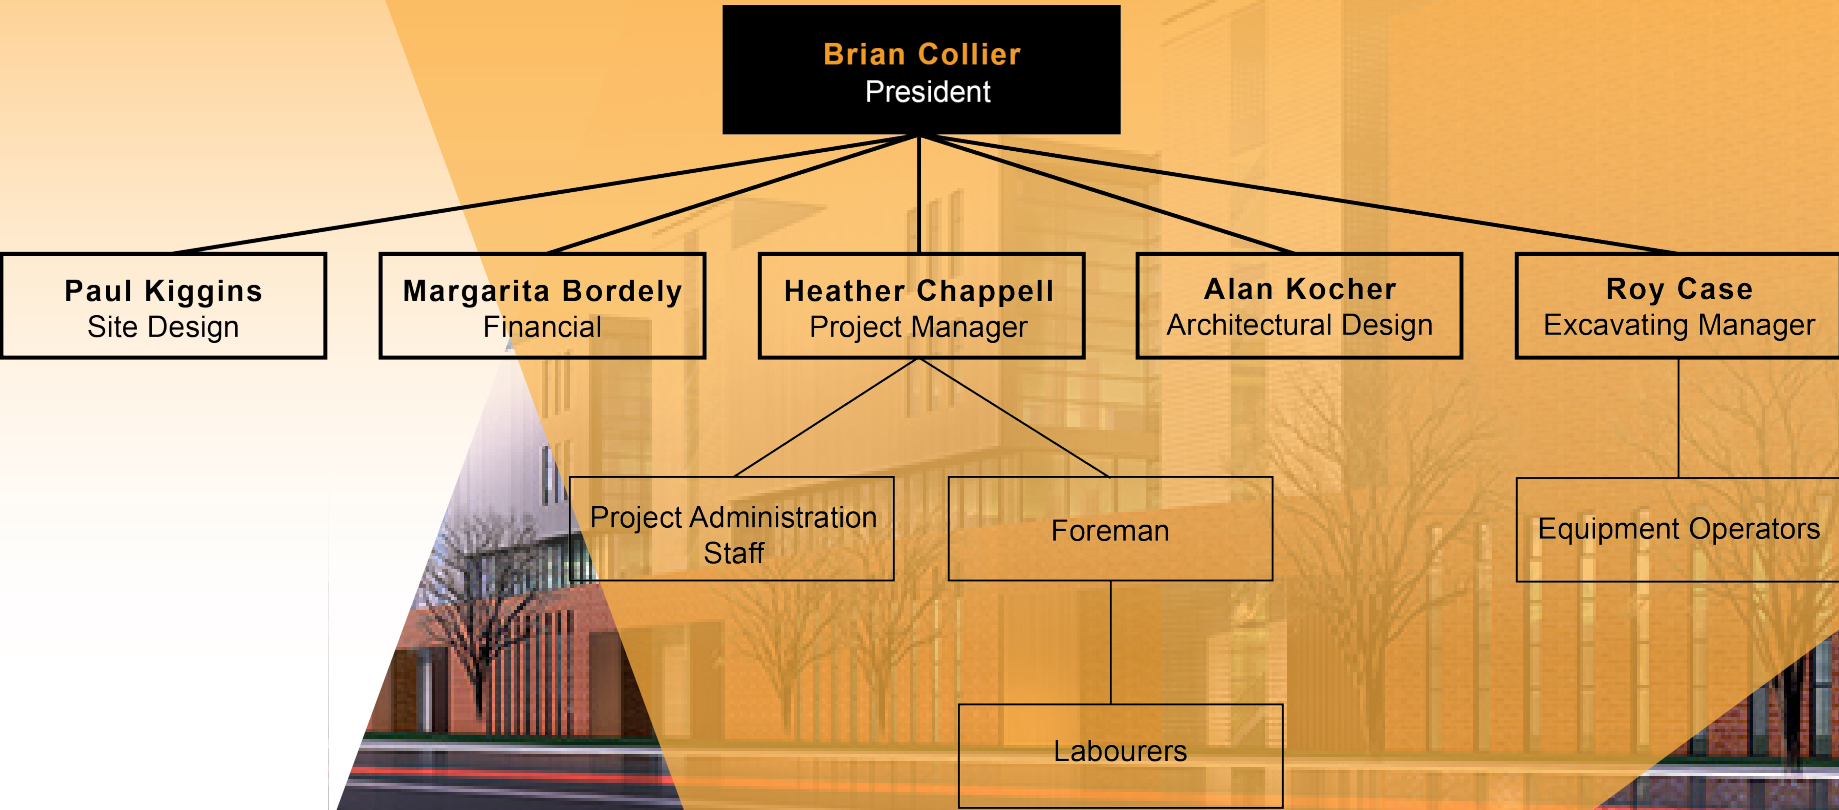 Brian Collier
President
Paul Kiggins
Site Design
Margarita Bordely
Financial
Heather Chappell
Project Manager
Alan Kocher
Architectural Design
Roy Case
Excavating Manager
Project Administration
Staff
Foreman
Equipment Operators
Labourers